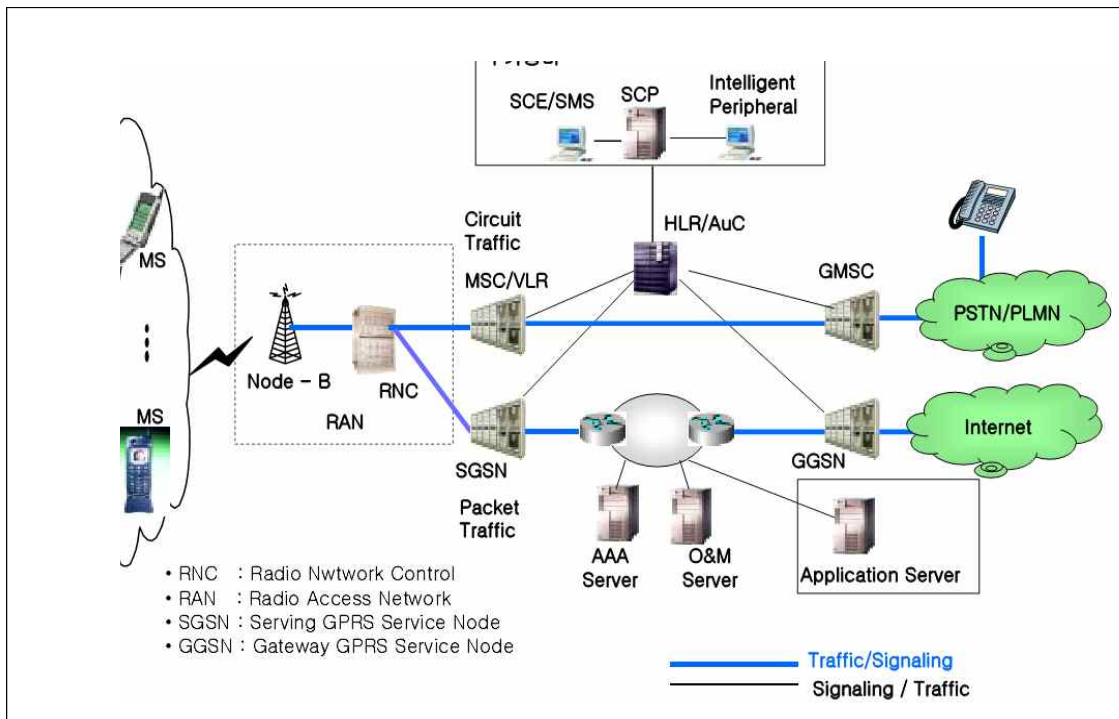 SCE/SMS
SCP
Intelligent
Peripheral
Circuit
Traffic
HLR/AuC
MS
MSC/VLR
GMSC
PSTN/PLMN
Node - B
RNC
RAN
MS
SGSN
GGSN
Internet
Packet
Traffic
AAA
Server
O&M
Server
Application Server
• RNC : Radio Nwtwork Control
• RAN : Radio Access Network
• SGSN : Serving GPRS Service Node
• GGSN : Gateway GPRS Service Node
Traffic/Signaling
Signaling / Traffic